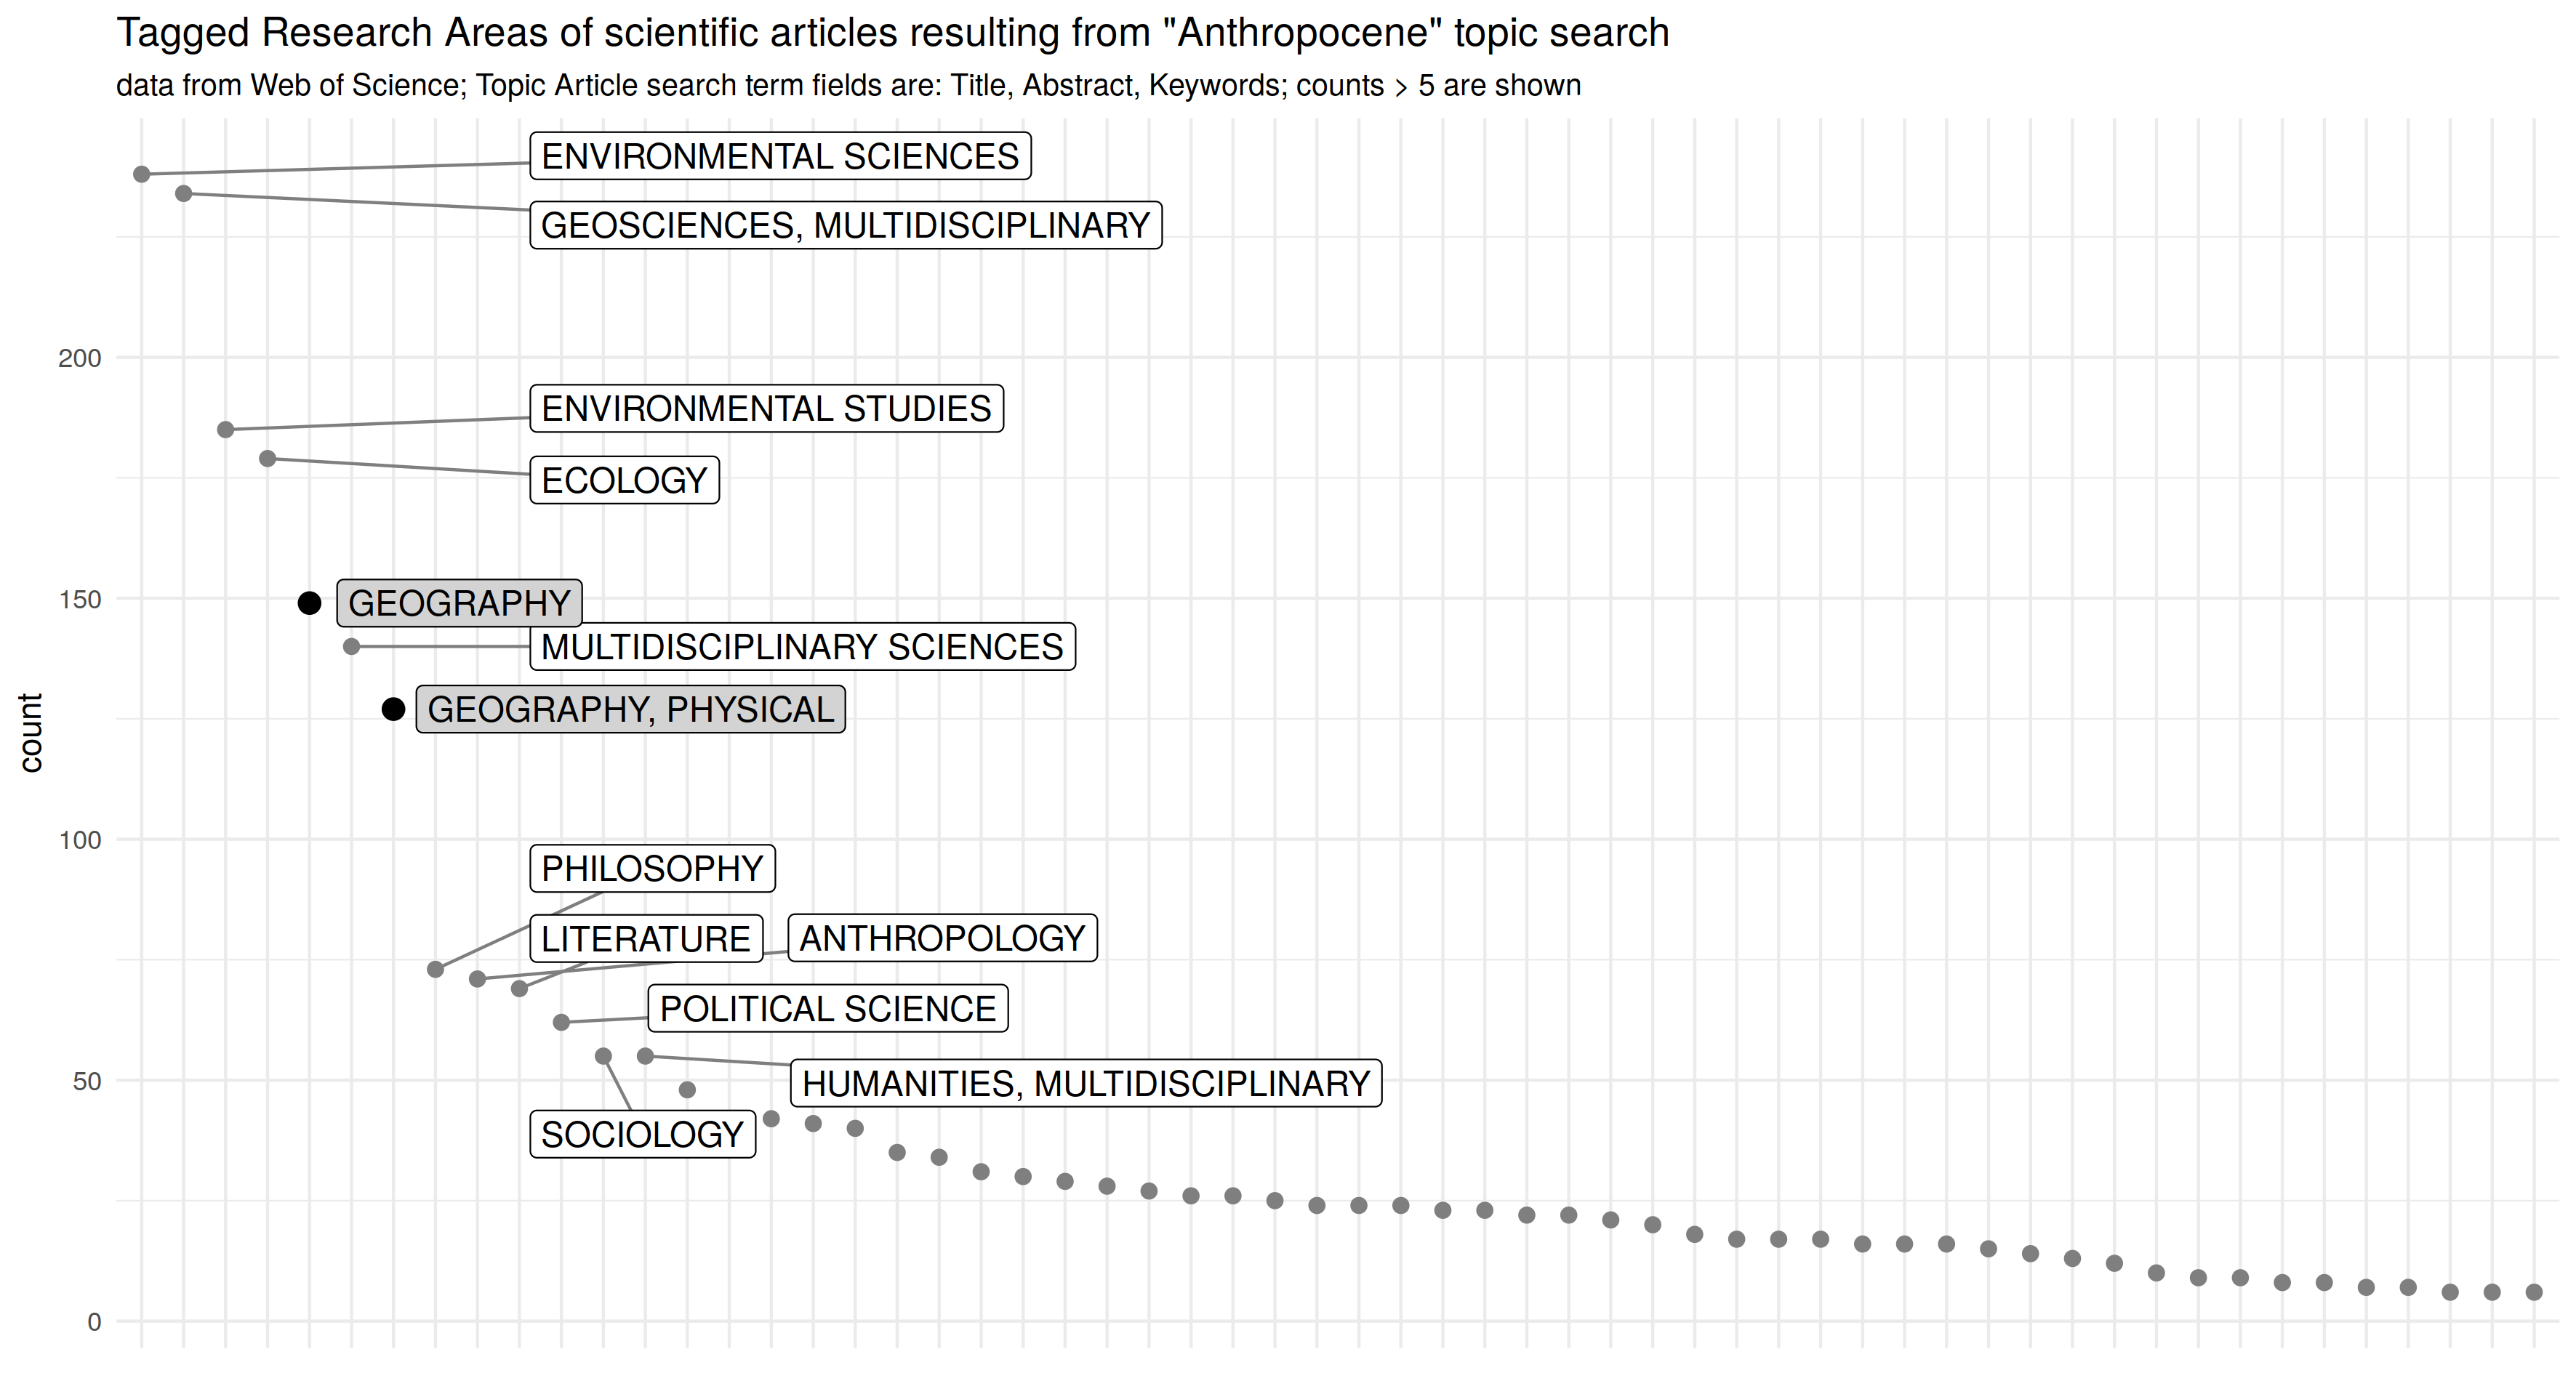 Tagged Research Areas of scientific articles resulting from "Anthropocene" topic search
data from Web of Science; Topic Article search term fields are: Title, Abstract, Keywords; counts > 5 are shown
ENVIRONMENTAL SCIENCES
GEOSCIENCES, MULTIDISCIPLINARY
200
ENVIRONMENTAL STUDIES
ECOLOGY
150
GEOGRAPHY
MULTIDISCIPLINARY SCIENCES
GEOGRAPHY, PHYSICAL
count
100
PHILOSOPHY
LITERATURE
ANTHROPOLOGY
POLITICAL SCIENCE
50
HUMANITIES, MULTIDISCIPLINARY
SOCIOLOGY
0